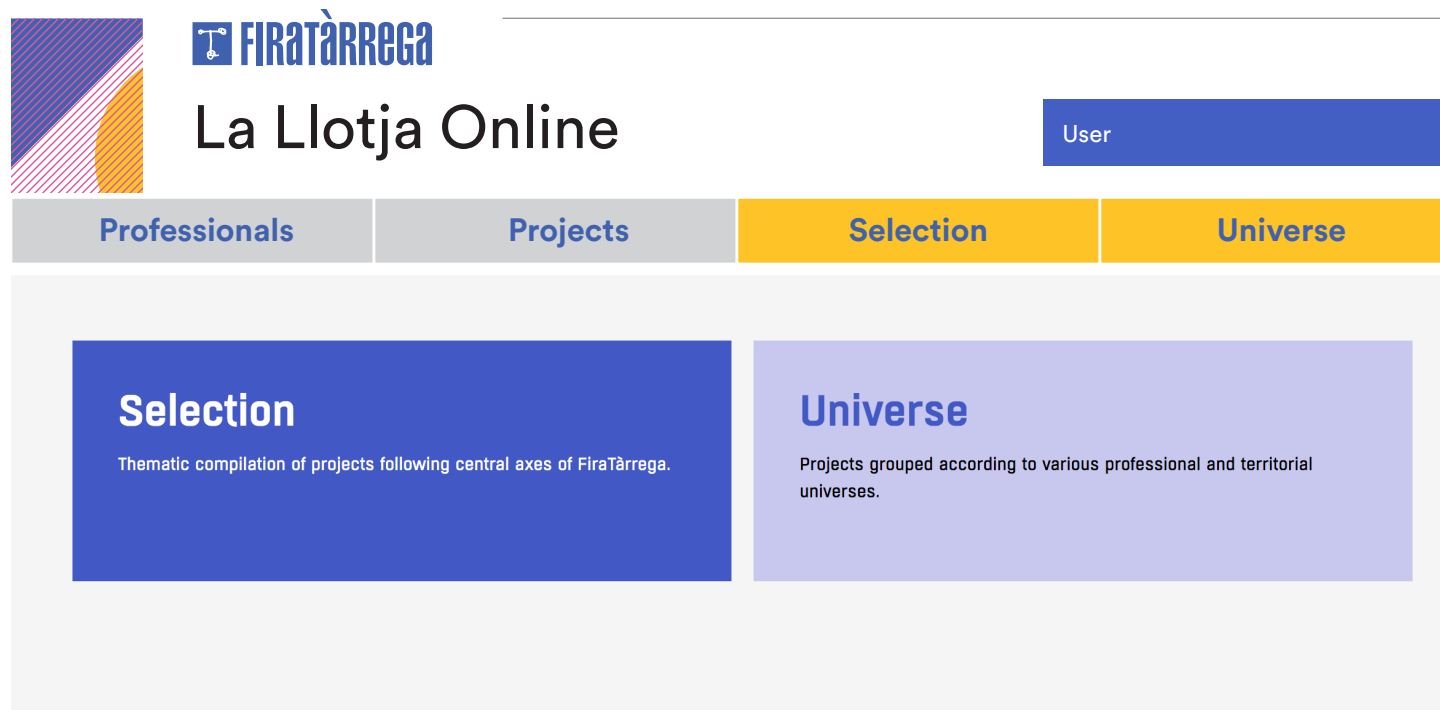 FIRATÀRREGA
La Llotja Online
User
Professionals
Projects
Selection
Universe
Selection
Thematic compilation of projects following central axes of FiraTàrrega.
Universe
Projects grouped according to various professional and territorial
universes.